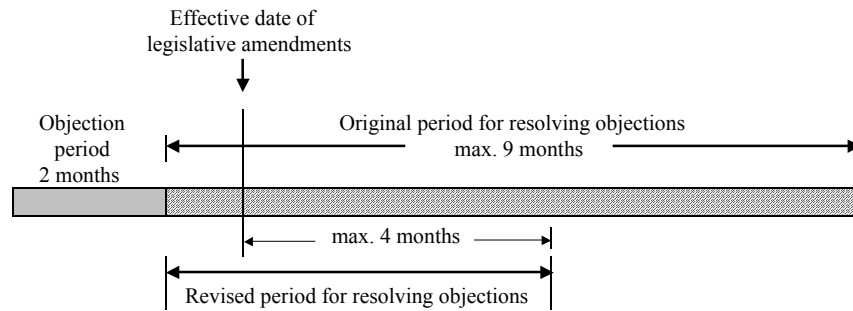 Effective date of
legislative amendments
Objection
period
2 months
Original period for resolving objections
max. 9 months
max. 4 months
Revised period for resolving objections